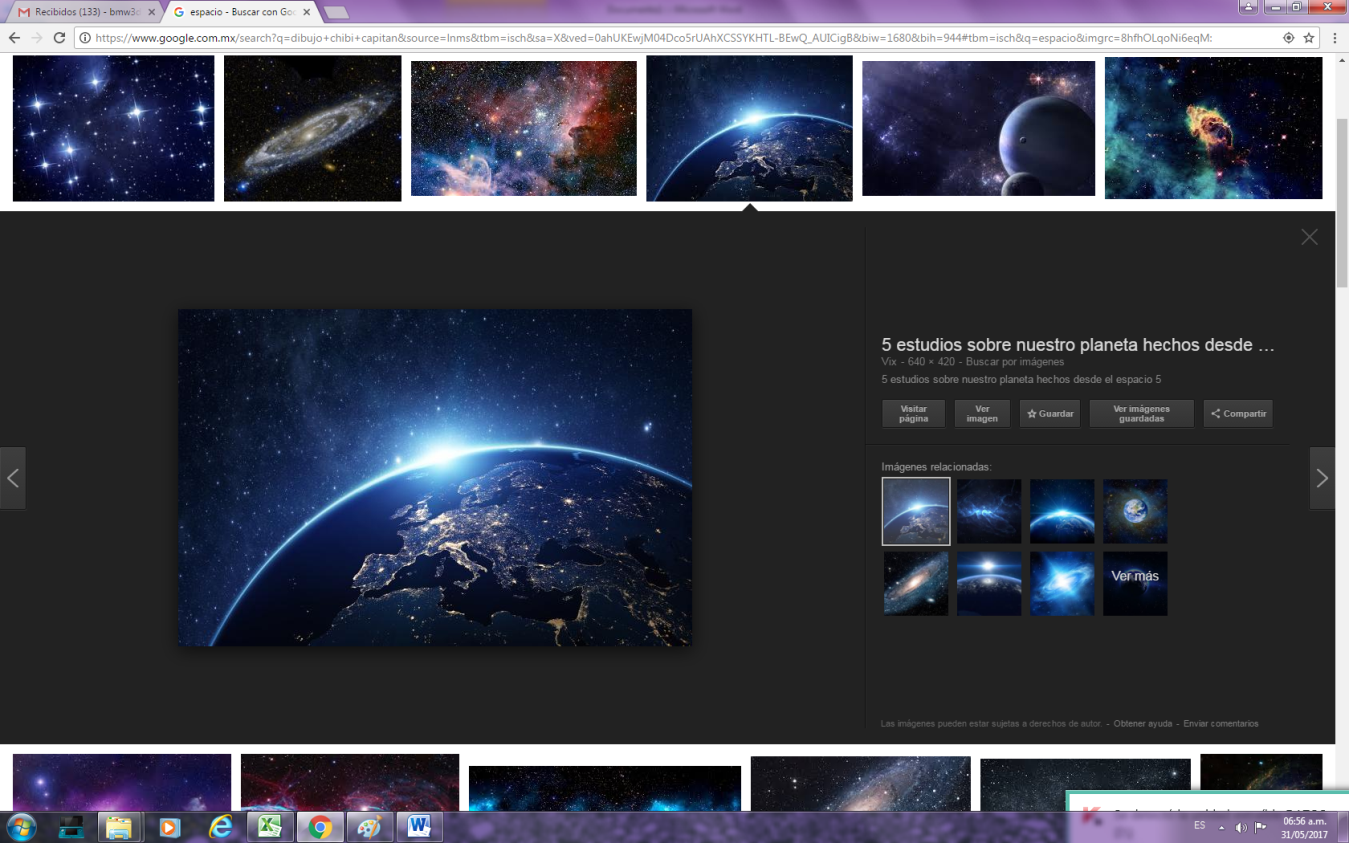 Recibidos (133) - bmw3
espacio - Buscar con Goo
https://www.google.com.mx/search?q=dibujo+chibi+capitan&source=lnms&tbm=isch&sa=X&ved=0ahUKEwjM04Dco5rUAhXCSSYKHTL-BEwQ_AUICigB&biw=1680&bih=944#tbm=isch&q=espacio&imgrc=8hfhOLqoNi6eqM:
5 estudios sobre nuestro planeta hechos desde ...
Vix - 640 × 420 - Buscar por imágenes
5 estudios sobre nuestro planeta hechos desde el espacio 5
Visitar página
Ver imagen
Guardar
Ver imágenes guardadas
Compartir
Imágenes relacionadas:
Ver más
Las imágenes pueden estar sujetas a derechos de autor. - Obtener ayuda - Enviar comentarios
ES
06:56 a.m.
31/05/2017